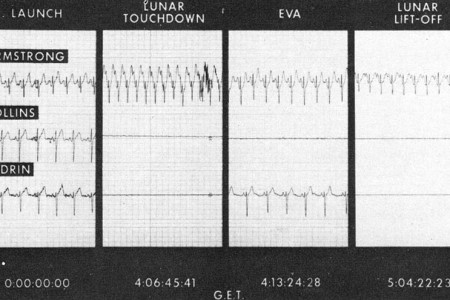 . LAUNCH
LUNAR
TOUCHDOWN
EVA
LUNAR
LIFT-OFF
RMSTRONG
OLLINS
DRIN
0:00:00:00
4:06:45:41
4:13:24:28
5:04:22:23
G.E.T.